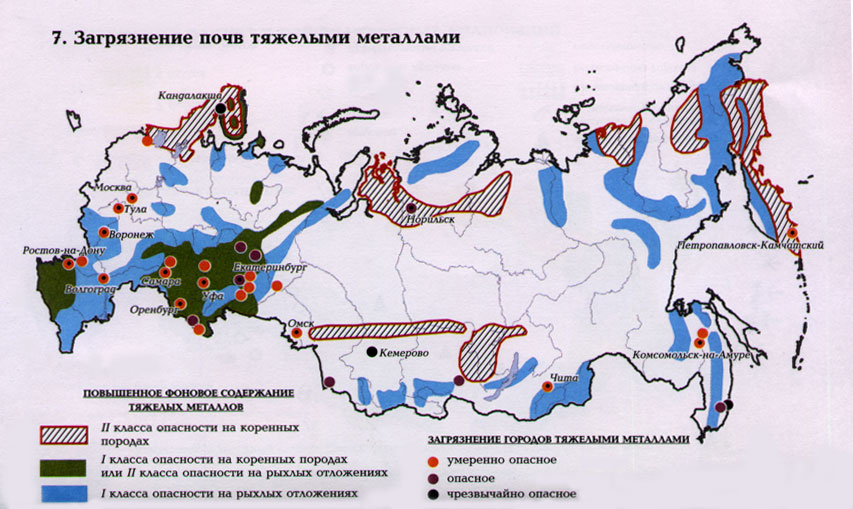 7. Загрязнение почв тяжелыми металлами
Кандалакша
Москва
Тула
Воронеж
Ростов-на-Дону
Волгоград
Самара
Оренбург
Уфа
Екатеринбург
Норильск
Петропавловск-Камчатский
Омск
Кемерово
Чита
Комсомольск-на-Амуре
ПОВЫШЕННОЕ ФОНОВОЕ СОДЕРЖАНИЕ
ТЯЖЕЛЫХ МЕТАЛЛОВ
II класса опасности на коренных
породах
I класса опасности на коренных породах
или II класса опасности на рыхлых отложениях
I класса опасности на рыхлых отложениях
ЗАГРЯЗНЕНИЕ ГОРОДОВ ТЯЖЕЛЫМИ МЕТАЛЛАМИ
умеренно опасное
опасное
чрезвычайно опасное